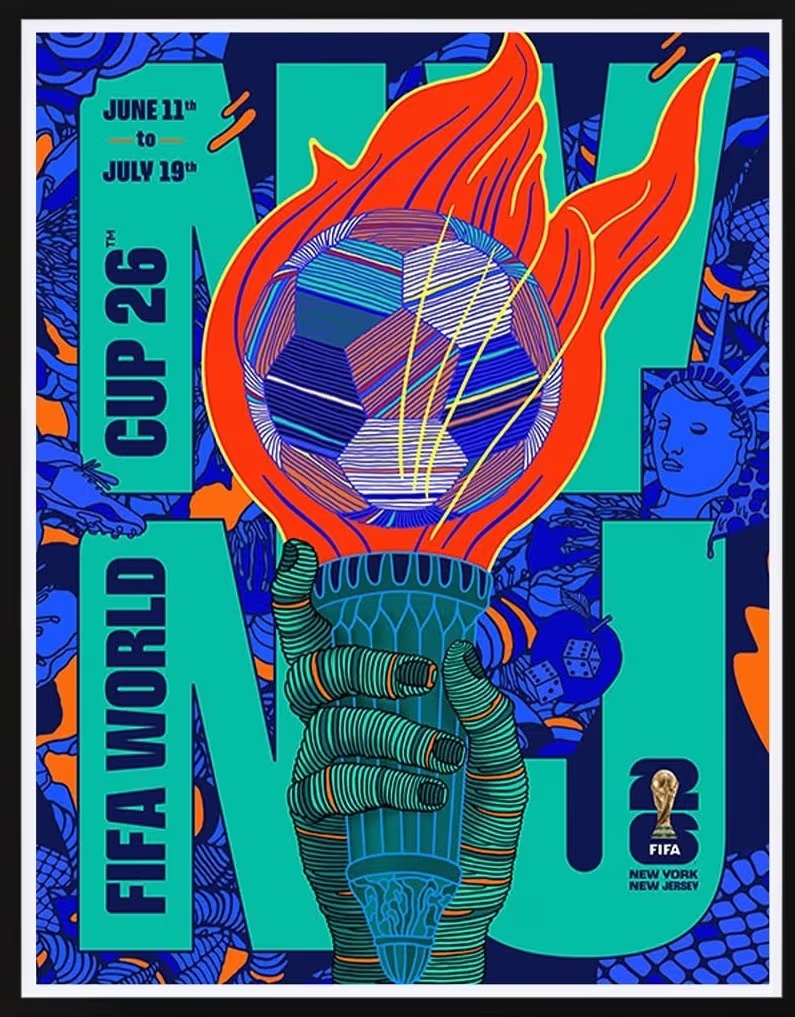 NY
NJ
JUNE 11th
to
JULY 19th
FIFA WORLD CUP 26™
26
FIFA
NEW YORK
NEW JERSEY